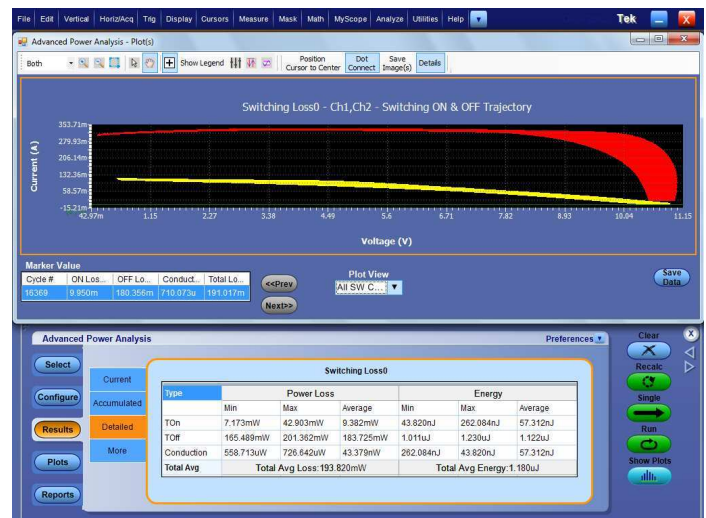 File Edit Vertical Horiz/Acq Trig Display Cursors Measure Mask Math MyScope Analyze Utilities Help Tek
Advanced Power Analysis - Plot(s)
Both Show Legend Position Cursor to Center Dot Connect Save Image(s) Details
Switching Loss0 - Ch1,Ch2 - Switching ON & OFF Trajectory
Current (A)
353.71m
279.93m
206.14m
132.36m
58.57m
-15.21m
42.97m 1.15 2.27 3.38 4.49 5.6 6.71 7.82 8.93 10.04 11.15
Voltage (V)
Marker Value
Cycle # ON Los... OFF Lo... Conduct... Total Lo...
16369 9.950m 180.356m 710.073u 191.017m
<<Prev
Next>>
Plot View
All SW C...
Save Data
Advanced Power Analysis Preferences
Select
Configure
Results
Plots
Reports
Current
Accumulated
Detailed
More
Switching Loss0
Type Power Loss Energy
Min Max Average Min Max Average
TOn 7.173mW 42.903mW 9.382mW 43.820nJ 262.084nJ 57.312nJ
TOff 165.489mW 201.362mW 183.725mW 1.011uJ 1.230uJ 1.122uJ
Conduction 558.713uW 726.642uW 43.379nW 262.084nJ 43.820nJ 57.312nJ
Total Avg Total Avg Loss:193.820mW Total Avg Energy:1.180uJ
Clear
X
Recalc
Single
Run
Show Plots